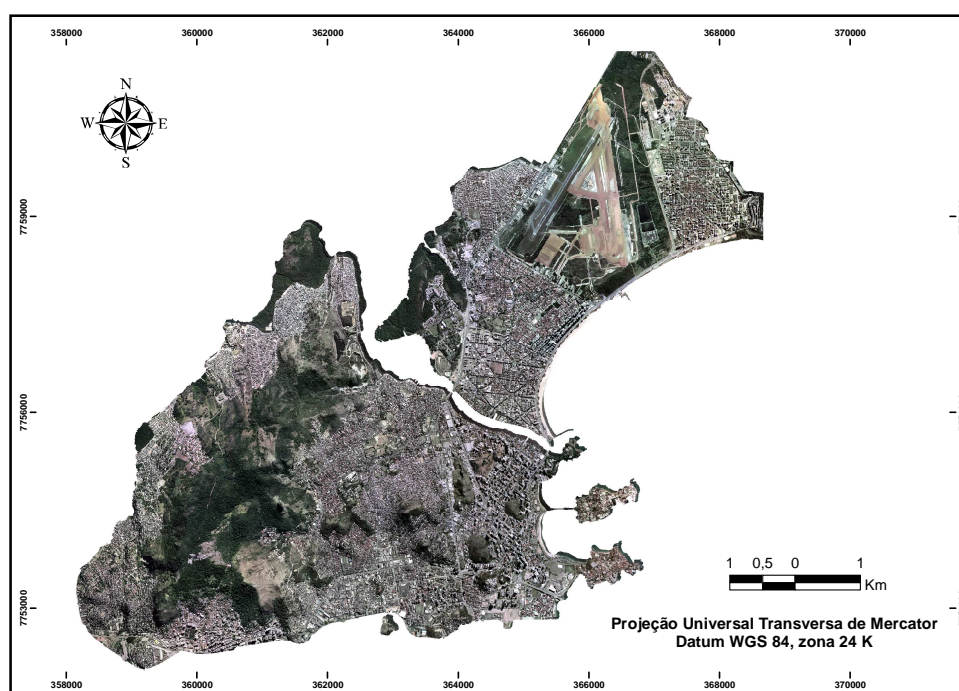 358000 360000 362000 364000 366000 368000 370000
N
W E
S
7759000
7756000
7753000
1 0,5 0 1
Km
Projeção Universal Transversa de Mercator
Datum WGS 84, zona 24 K
358000 360000 362000 364000 366000 368000 370000